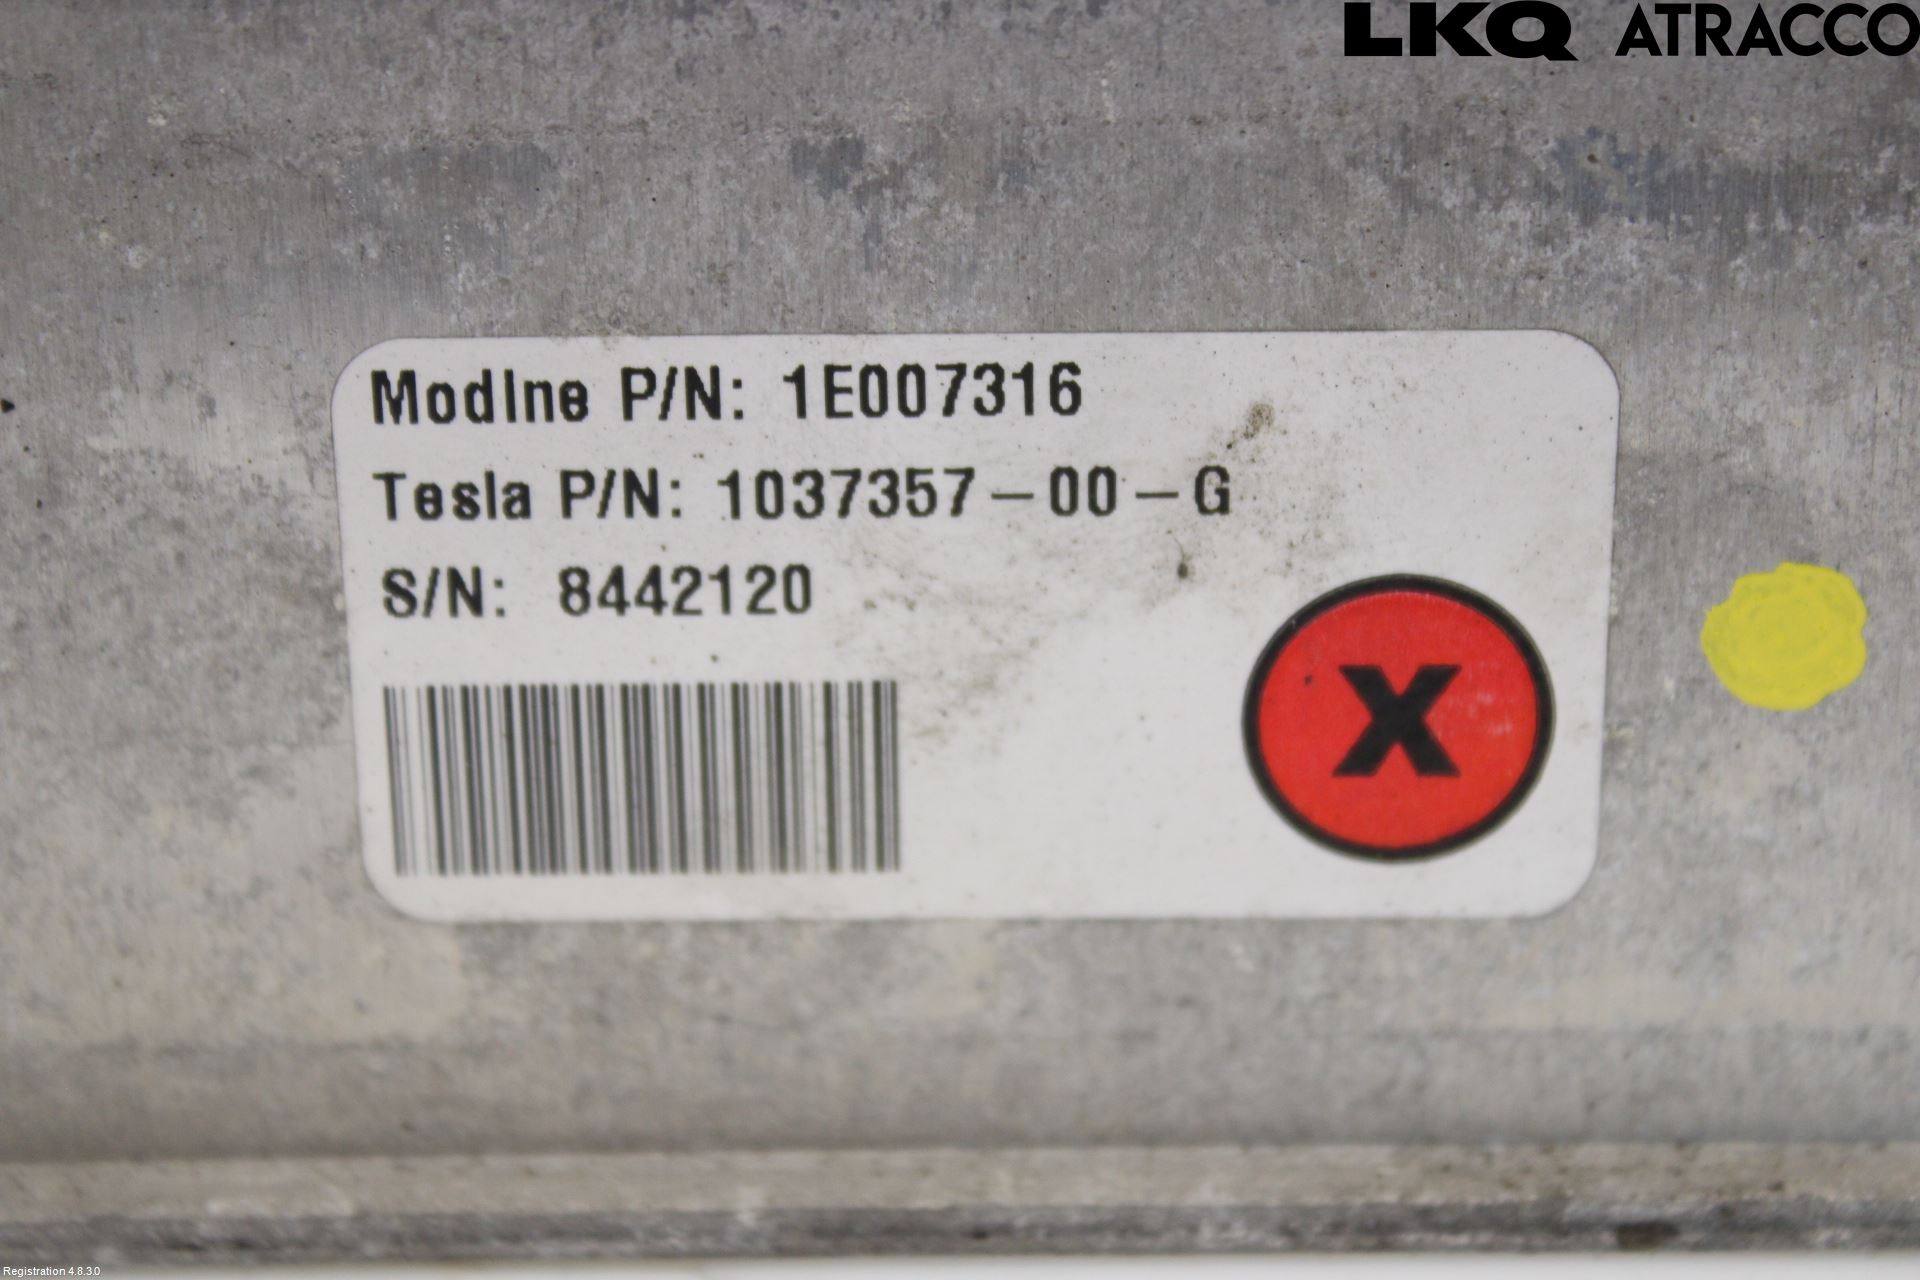 LKQ ATRACCO
Modine P/N: 1E007316
Tesla P/N: 1037357-00-G
S/N: 8442120
X
Registration 4.8.3.0